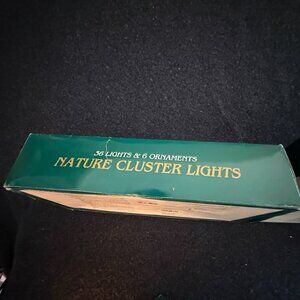 36 LIGHTS & 6 ORNAMENTS
NATURE CLUSTER LIGHTS